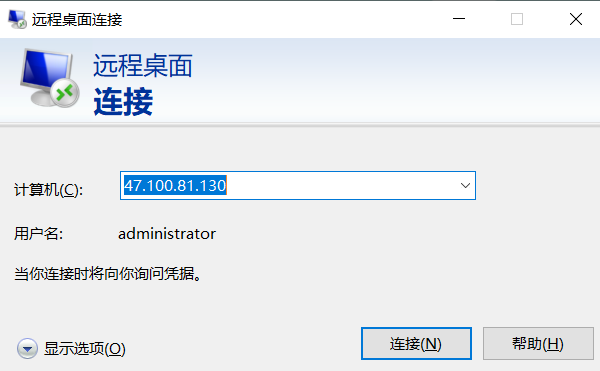 远程桌面连接
远程桌面
连接
计算机(C):
47.100.81.130
用户名:
administrator
当你连接时将向你询问凭据。
显示选项(O)
连接(N)
帮助(H)